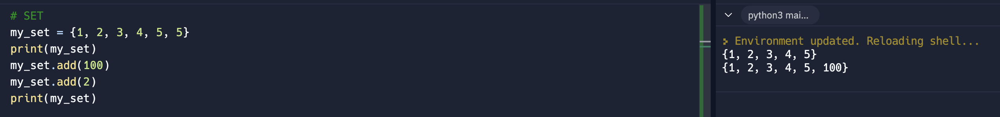 # SET
my_set = {1, 2, 3, 4, 5, 5}
print(my_set)
my_set.add(100)
my_set.add(2)
print(my_set)
python3 mai...
Environment updated. Reloading shell...
{1, 2, 3, 4, 5}
{1, 2, 3, 4, 5, 100}